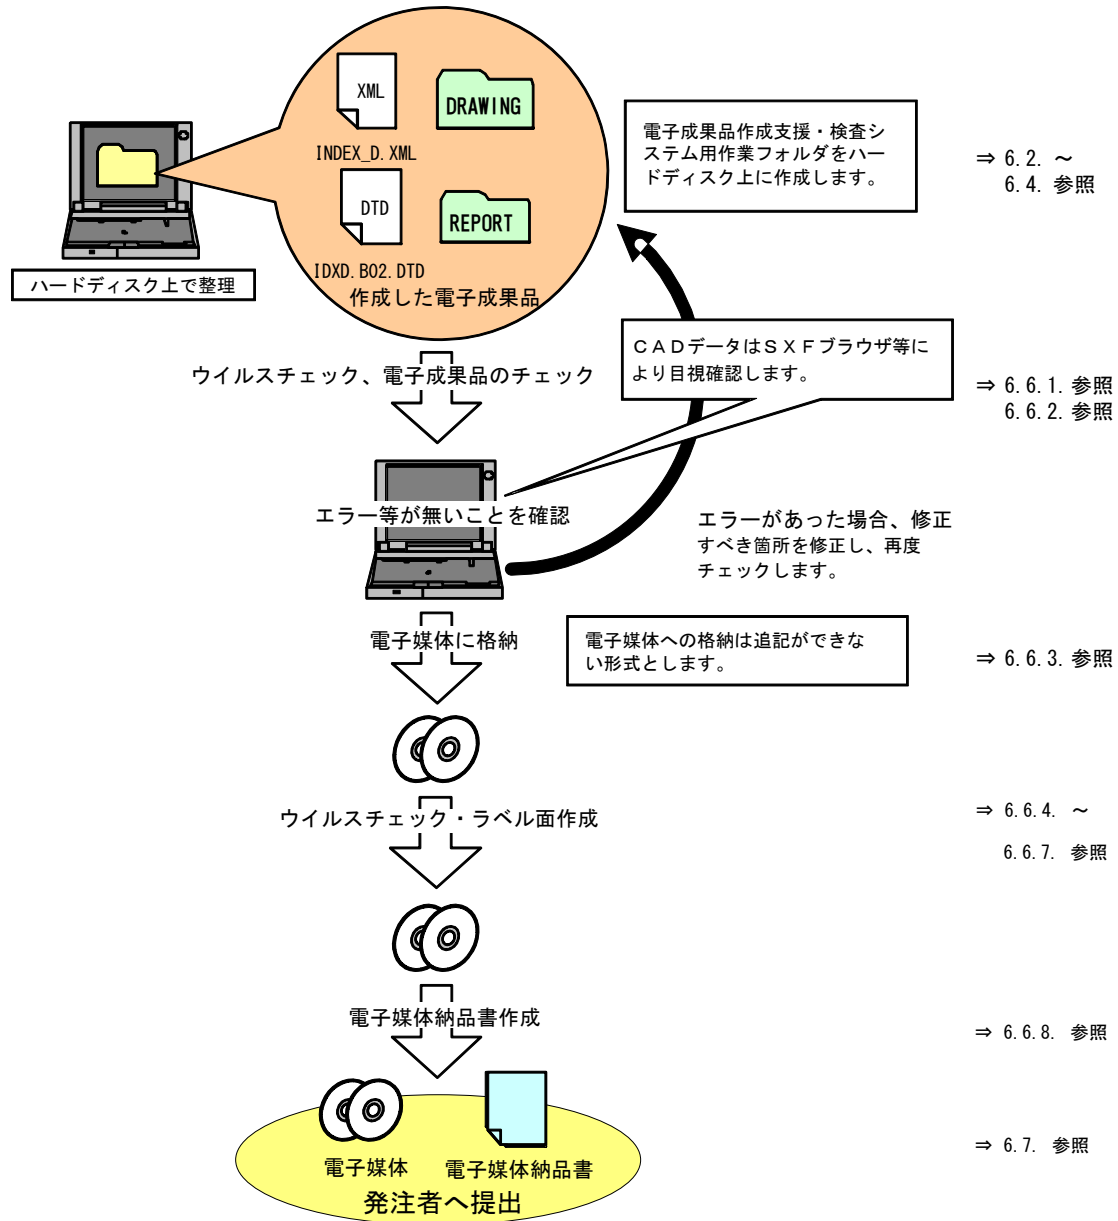 XML
DRAWING
INDEX_D.XML
DTD
REPORT
IDXD.B02.DTD
作成した電子成果品
ハードディスク上で整理
電子成果品作成支援・検査シ
ステム用作業フォルダをハー
ドディスク上に作成します。
⇒ 6.2. ～
6.4. 参照
ウイルスチェック、電子成果品のチェック
ＣＡＤデータはＳＸＦブラウザ等に
より目視確認します。
⇒ 6.6.1. 参照
6.6.2. 参照
エラー等が無いことを確認
エラーがあった場合、修正
すべき箇所を修正し、再度
チェックします。
電子媒体に格納
電子媒体への格納は追記ができな
い形式とします。
⇒ 6.6.3. 参照
ウイルスチェック・ラベル面作成
⇒ 6.6.4. ～
6.6.7. 参照
電子媒体納品書作成
⇒ 6.6.8. 参照
電子媒体
電子媒体納品書
発注者へ提出
⇒ 6.7. 参照